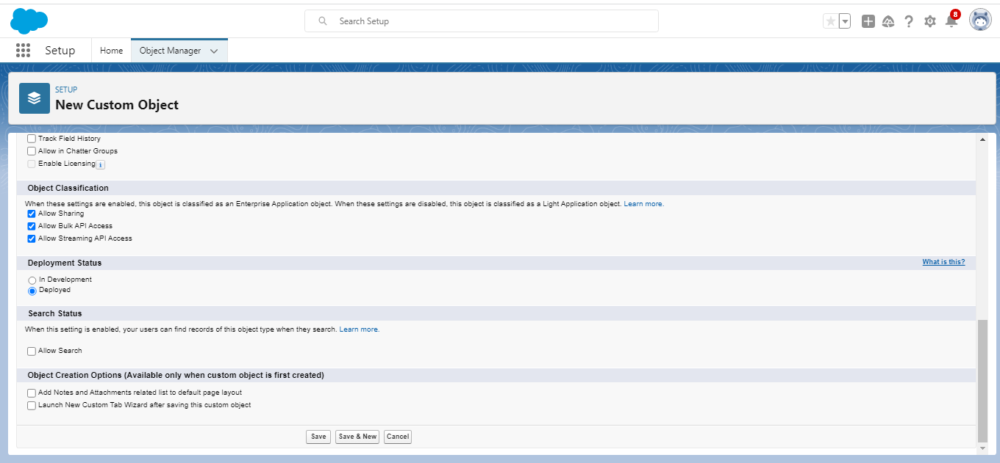 Search Setup
8
Setup
Home
Object Manager
SETUP
New Custom Object
Track Field History
Allow in Chatter Groups
Enable Licensing i
Object Classification
When these settings are enabled, this object is classified as an Enterprise Application object. When these settings are disabled, this object is classified as a Light Application object. Learn more.
Allow Sharing
Allow Bulk API Access
Allow Streaming API Access
Deployment Status What is this?
In Development
Deployed
Search Status
When this setting is enabled, your users can find records of this object type when they search. Learn more.
Allow Search
Object Creation Options (Available only when custom object is first created)
Add Notes and Attachments related list to default page layout
Launch New Custom Tab Wizard after saving this custom object
Save Save & New Cancel